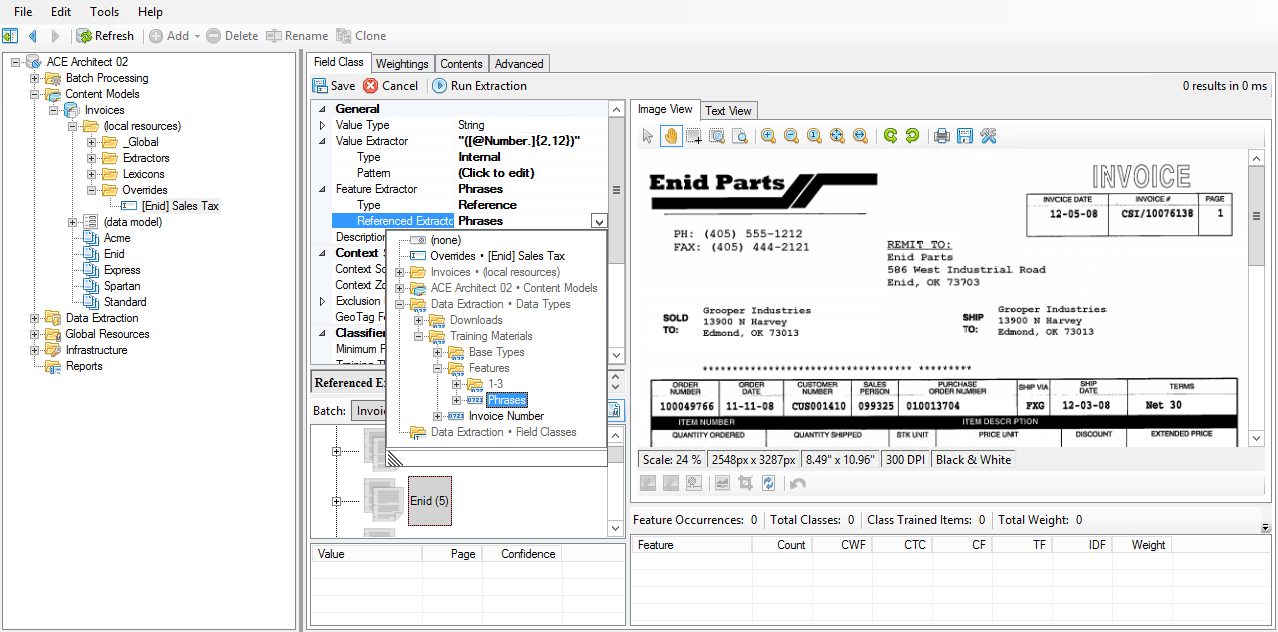 File Edit Tools Help
Refresh Add Delete Rename Clone
ACE Architect 02
Batch Processing
Content Models
Invoices
(local resources)
_Global
Extractors
Lexicons
Overrides
[Enid] Sales Tax
(data model)
Acme
Enid
Express
Spartan
Standard
Data Extraction
Global Resources
Infrastructure
Reports
Field Class Weightings Contents Advanced
Save Cancel Run Extraction 0 results in 0 ms
General
Value Type String
Value Extractor "([@Number.]{2,12})"
Type Internal
Pattern (Click to edit)
Feature Extractor Phrases
Type Reference
Referenced Extracto Phrases
Description
Context S
Context Sc
Context Zo
Exclusion
GeoTag Fe
Classifier
Minimum F
Referenced Ex
Batch: Invoic
(none)
Overrides • [Enid] Sales Tax
Invoices • (local resources)
ACE Architect 02 • Content Models
Data Extraction • Data Types
Downloads
Training Materials
Base Types
Features
1-3
Phrases
Invoice Number
Data Extraction • Field Classes
Enid (5)
Value Page Confidence
Image View Text View
Enid Parts
INVOICE
INVOICE DATE INVOICE # PAGE
12-05-08 CSI/10076138 1
PH: (405) 555-1212
FAX: (405) 444-2121
REMIT TO:
Enid Parts
586 West Industrial Road
Enid, OK 73703
SOLD TO:
Grooper Industries
13900 N Harvey
Edmond, OK 73013
SHIP TO:
Grooper Industries
13900 N Harvey
Edmond, OK 73013
************************************ *********
ORDER NUMBER ORDER DATE CUSTOMER NUMBER SALES PERSON PURCHASE ORDER NUMBER SHIP VIA SHIP DATE TERMS
100049766 11-11-08 CUS001410 099325 010013704 FXG 12-03-08 Net 30
ITEM NUMBER ITEM DESCR PTION
QUANTITY ORDERED QUANTITY SHIPPED STK UNIT PRICE UNIT DISCOUNT EXTENDED PRICE
Scale: 24 % 2548px x 3287px 8.49" x 10.96" 300 DPI Black & White
Feature Occurrences: 0 Total Classes: 0 Class Trained Items: 0 Total Weight: 0
Feature Count CWF CTC CF TF IDF Weight